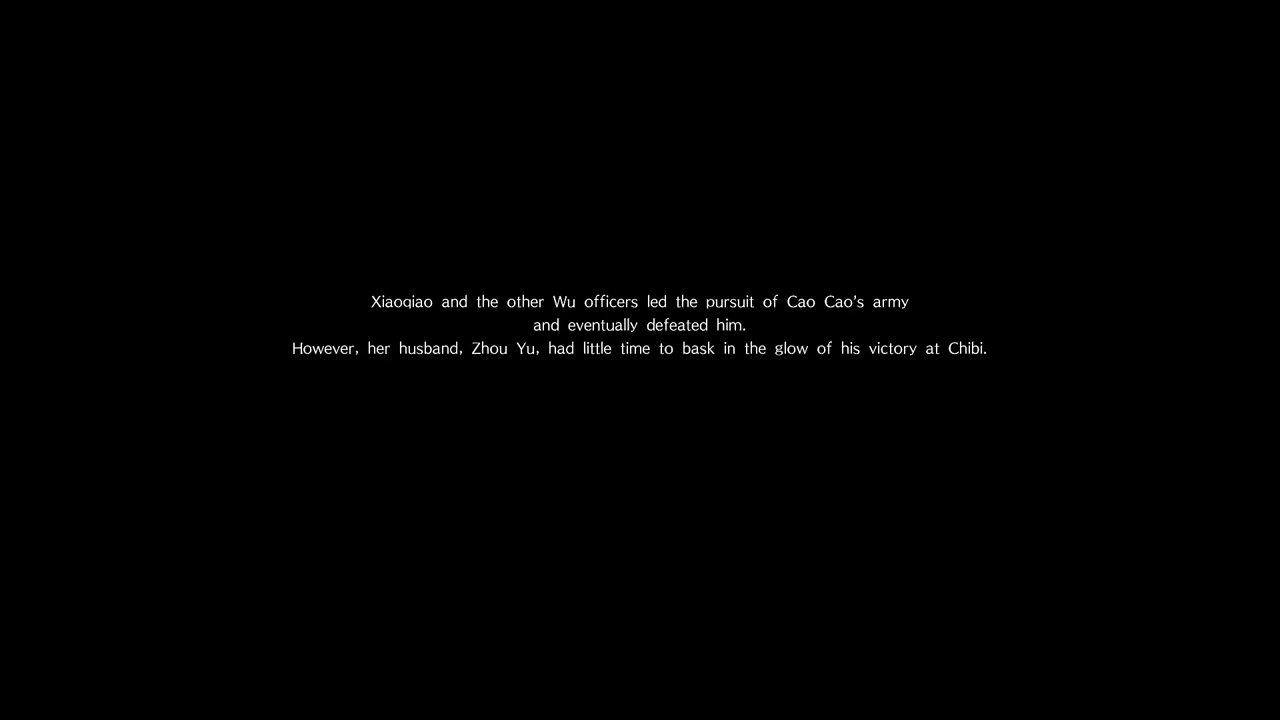 Xiaoqiao and the other Wu officers led the pursuit of Cao Cao's army
and eventually defeated him.
However, her husband, Zhou Yu, had little time to bask in the glow of his victory at Chibi.